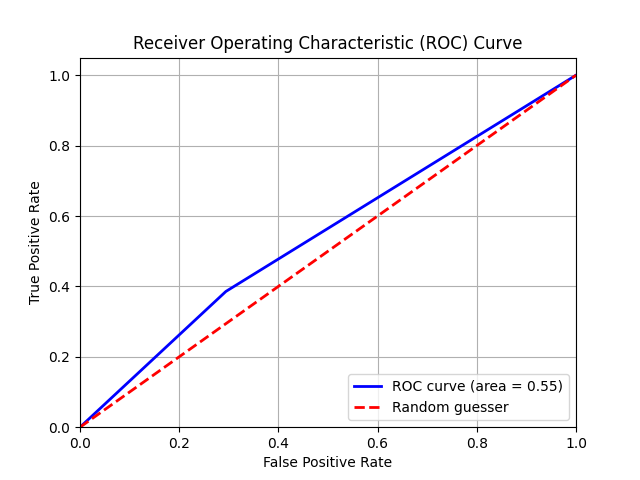 Receiver Operating Characteristic (ROC) Curve
True Positive Rate
1.0
0.8
0.6
0.4
0.2
0.0
0.0 0.2 0.4 0.6 0.8 1.0
False Positive Rate
ROC curve (area = 0.55)
Random guesser